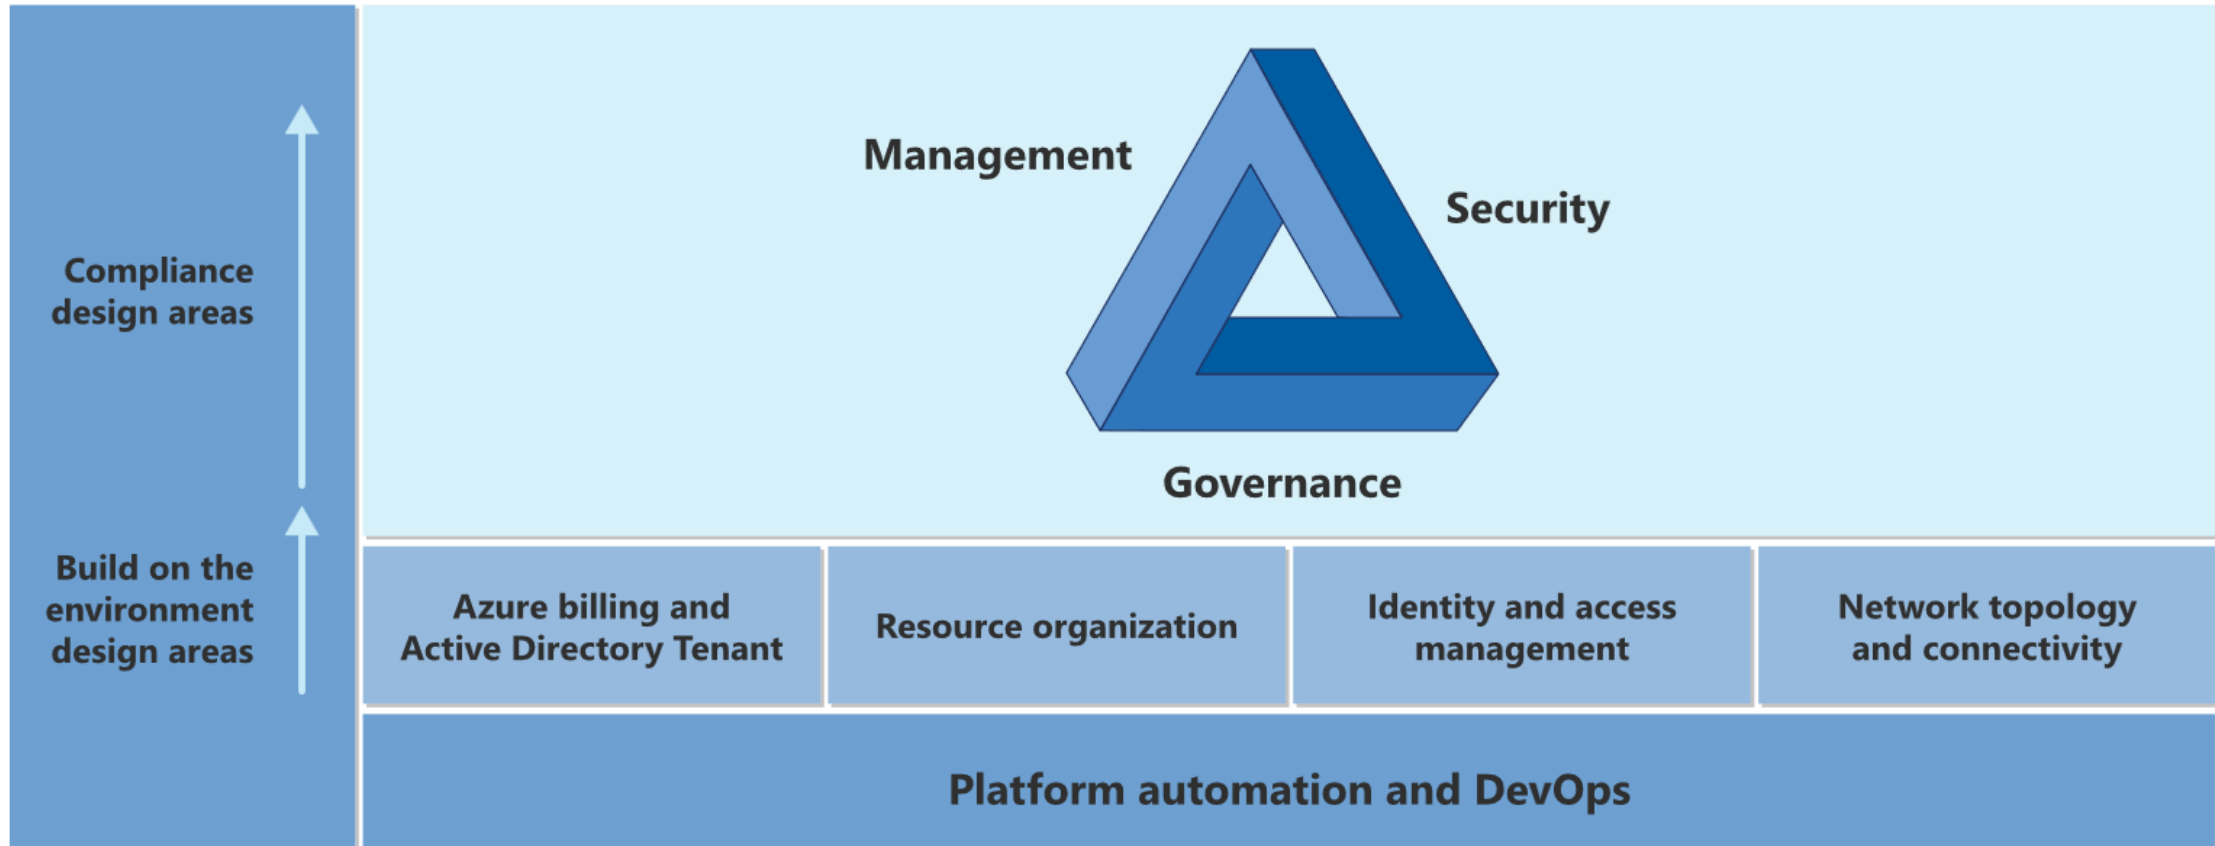 Compliance
design areas
Build on the
environment
design areas
Management
Security
Governance
Azure billing and
Active Directory Tenant
Resource organization
Identity and access
management
Network topology
and connectivity
Platform automation and DevOps